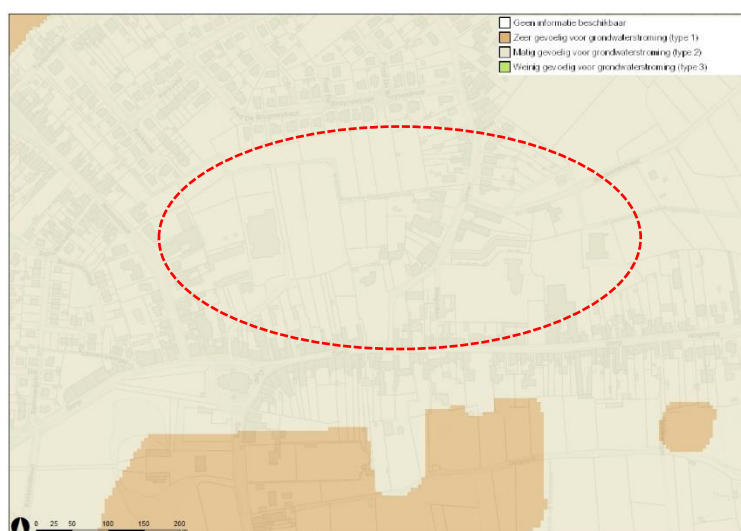 Geen informatie beschikbaar
Zeer gevoelig voor grondwaterstroming (type 1)
Matig gevoelig voor grondwaterstroming (type 2)
Weinig gevoelig voor grondwaterstroming (type 3)
0 25 50 100 150 200